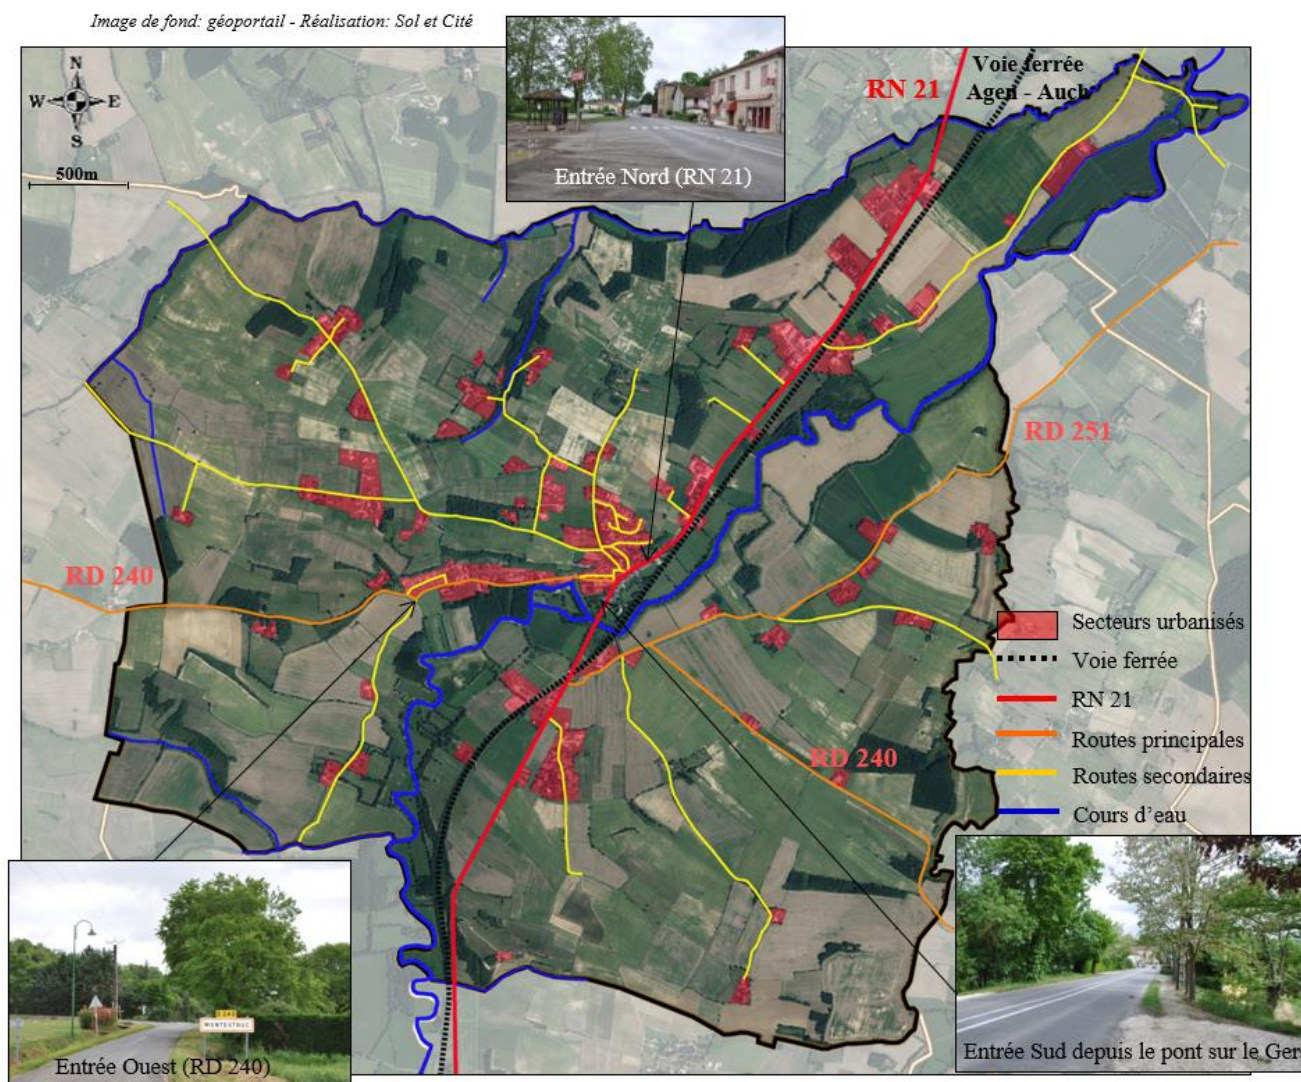 Image de fond: géoportail - Réalisation: Sol et Cité
N
W E
S
500m
Entrée Nord (RN 21)
RN 21
Voie ferrée
Agen - Auch
RD 251
RD 240
RD 240
Secteurs urbanisés
Voie ferrée
RN 21
Routes principales
Routes secondaires
Cours d'eau
MONTESTRUC
Entrée Ouest (RD 240)
Entrée Sud depuis le pont sur le Gers